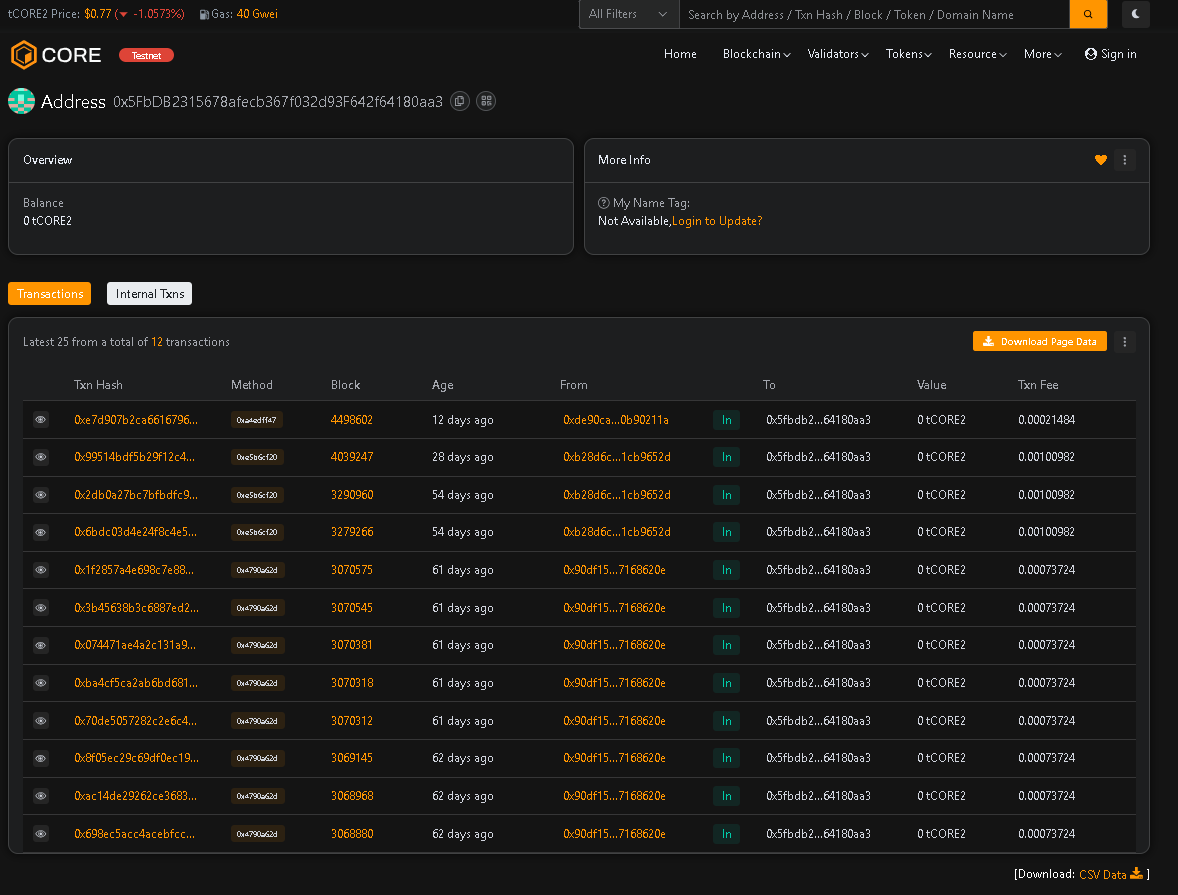 tCORE2 Price: $0.77 ( -1.0573%) Gas: 40 Gwei All Filters Search by Address / Txn Hash / Block / Token / Domain Name
CORE Testnet Home Blockchain Validators Tokens Resource More Sign in
Address 0x5FbDB2315678afecb367f032d93F642f64180aa3
Overview
Balance
0 tCORE2
More Info
My Name Tag:
Not Available,Login to Update?
Transactions Internal Txns
Latest 25 from a total of 12 transactions Download Page Data
Txn Hash Method Block Age From To Value Txn Fee
0xe7d907b2ca6616796... 0xa4edff47 4498602 12 days ago 0xde90ca...0b90211a In 0x5fbdb2...64180aa3 0 tCORE2 0.00021484
0x99514bdf5b29f12c4... 0xe5b6cf20 4039247 28 days ago 0xb28d6c...1cb9652d In 0x5fbdb2...64180aa3 0 tCORE2 0.00100982
0x2db0a27bc7bfbdfc9... 0xe5b6cf20 3290960 54 days ago 0xb28d6c...1cb9652d In 0x5fbdb2...64180aa3 0 tCORE2 0.00100982
0x6bdc03d4e24f8c4e5... 0xe5b6cf20 3279266 54 days ago 0xb28d6c...1cb9652d In 0x5fbdb2...64180aa3 0 tCORE2 0.00100982
0x1f2857a4e698c7e88... 0x4790a62d 3070575 61 days ago 0x90df15...7168620e In 0x5fbdb2...64180aa3 0 tCORE2 0.00073724
0x3b45638b3c6887ed2... 0x4790a62d 3070545 61 days ago 0x90df15...7168620e In 0x5fbdb2...64180aa3 0 tCORE2 0.00073724
0x074471ae4a2c131a9... 0x4790a62d 3070381 61 days ago 0x90df15...7168620e In 0x5fbdb2...64180aa3 0 tCORE2 0.00073724
0xba4cf5ca2ab6bd681... 0x4790a62d 3070318 61 days ago 0x90df15...7168620e In 0x5fbdb2...64180aa3 0 tCORE2 0.00073724
0x70de5057282c2e6c4... 0x4790a62d 3070312 61 days ago 0x90df15...7168620e In 0x5fbdb2...64180aa3 0 tCORE2 0.00073724
0x8f05ec29c69df0ec19... 0x4790a62d 3069145 62 days ago 0x90df15...7168620e In 0x5fbdb2...64180aa3 0 tCORE2 0.00073724
0xac14de29262ce3683... 0x4790a62d 3068968 62 days ago 0x90df15...7168620e In 0x5fbdb2...64180aa3 0 tCORE2 0.00073724
0x698ec5acc4acebfcc... 0x4790a62d 3068880 62 days ago 0x90df15...7168620e In 0x5fbdb2...64180aa3 0 tCORE2 0.00073724
[Download: CSV Data ]